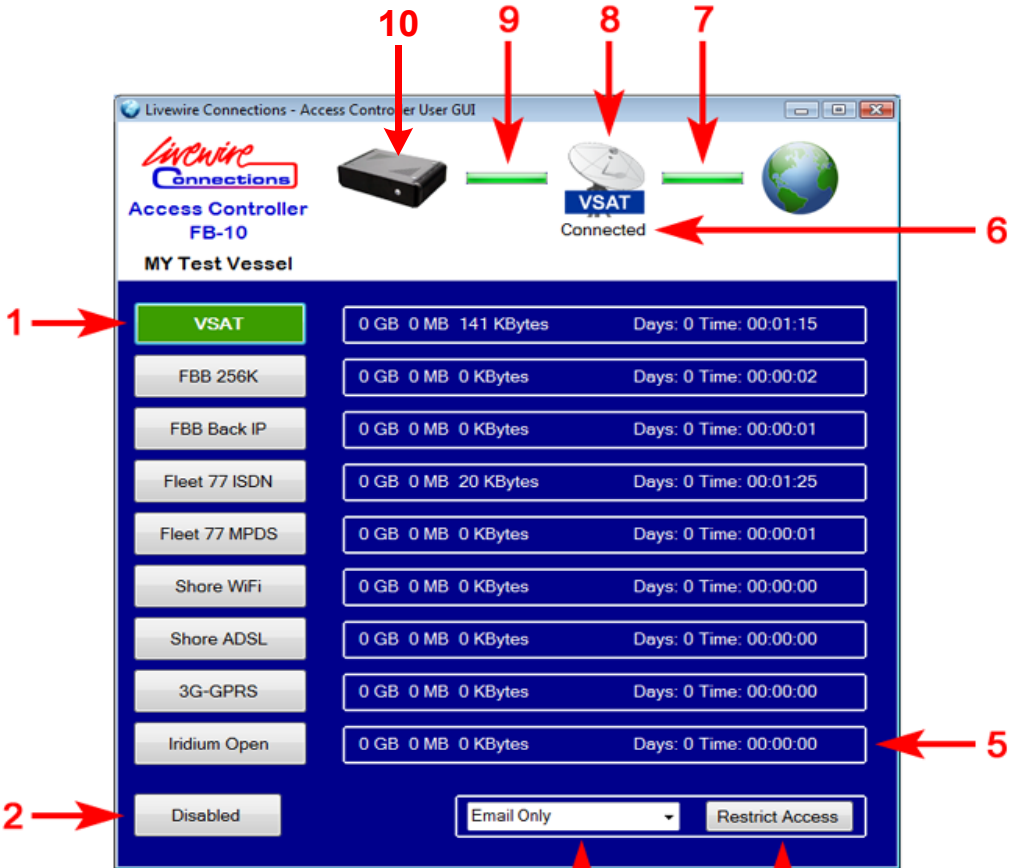 10 9 8 7
Livewire Connections - Access Controller User GUI
Livewire
Connections
Access Controller
FB-10
MY Test Vessel
VSAT
Connected
6
1
VSAT 0 GB 0 MB 141 KBytes Days: 0 Time: 00:01:15
FBB 256K 0 GB 0 MB 0 KBytes Days: 0 Time: 00:00:02
FBB Back IP 0 GB 0 MB 0 KBytes Days: 0 Time: 00:00:01
Fleet 77 ISDN 0 GB 0 MB 20 KBytes Days: 0 Time: 00:01:25
Fleet 77 MPDS 0 GB 0 MB 0 KBytes Days: 0 Time: 00:00:01
Shore WiFi 0 GB 0 MB 0 KBytes Days: 0 Time: 00:00:00
Shore ADSL 0 GB 0 MB 0 KBytes Days: 0 Time: 00:00:00
3G-GPRS 0 GB 0 MB 0 KBytes Days: 0 Time: 00:00:00
Iridium Open 0 GB 0 MB 0 KBytes Days: 0 Time: 00:00:00
5
2
Disabled Email Only Restrict Access